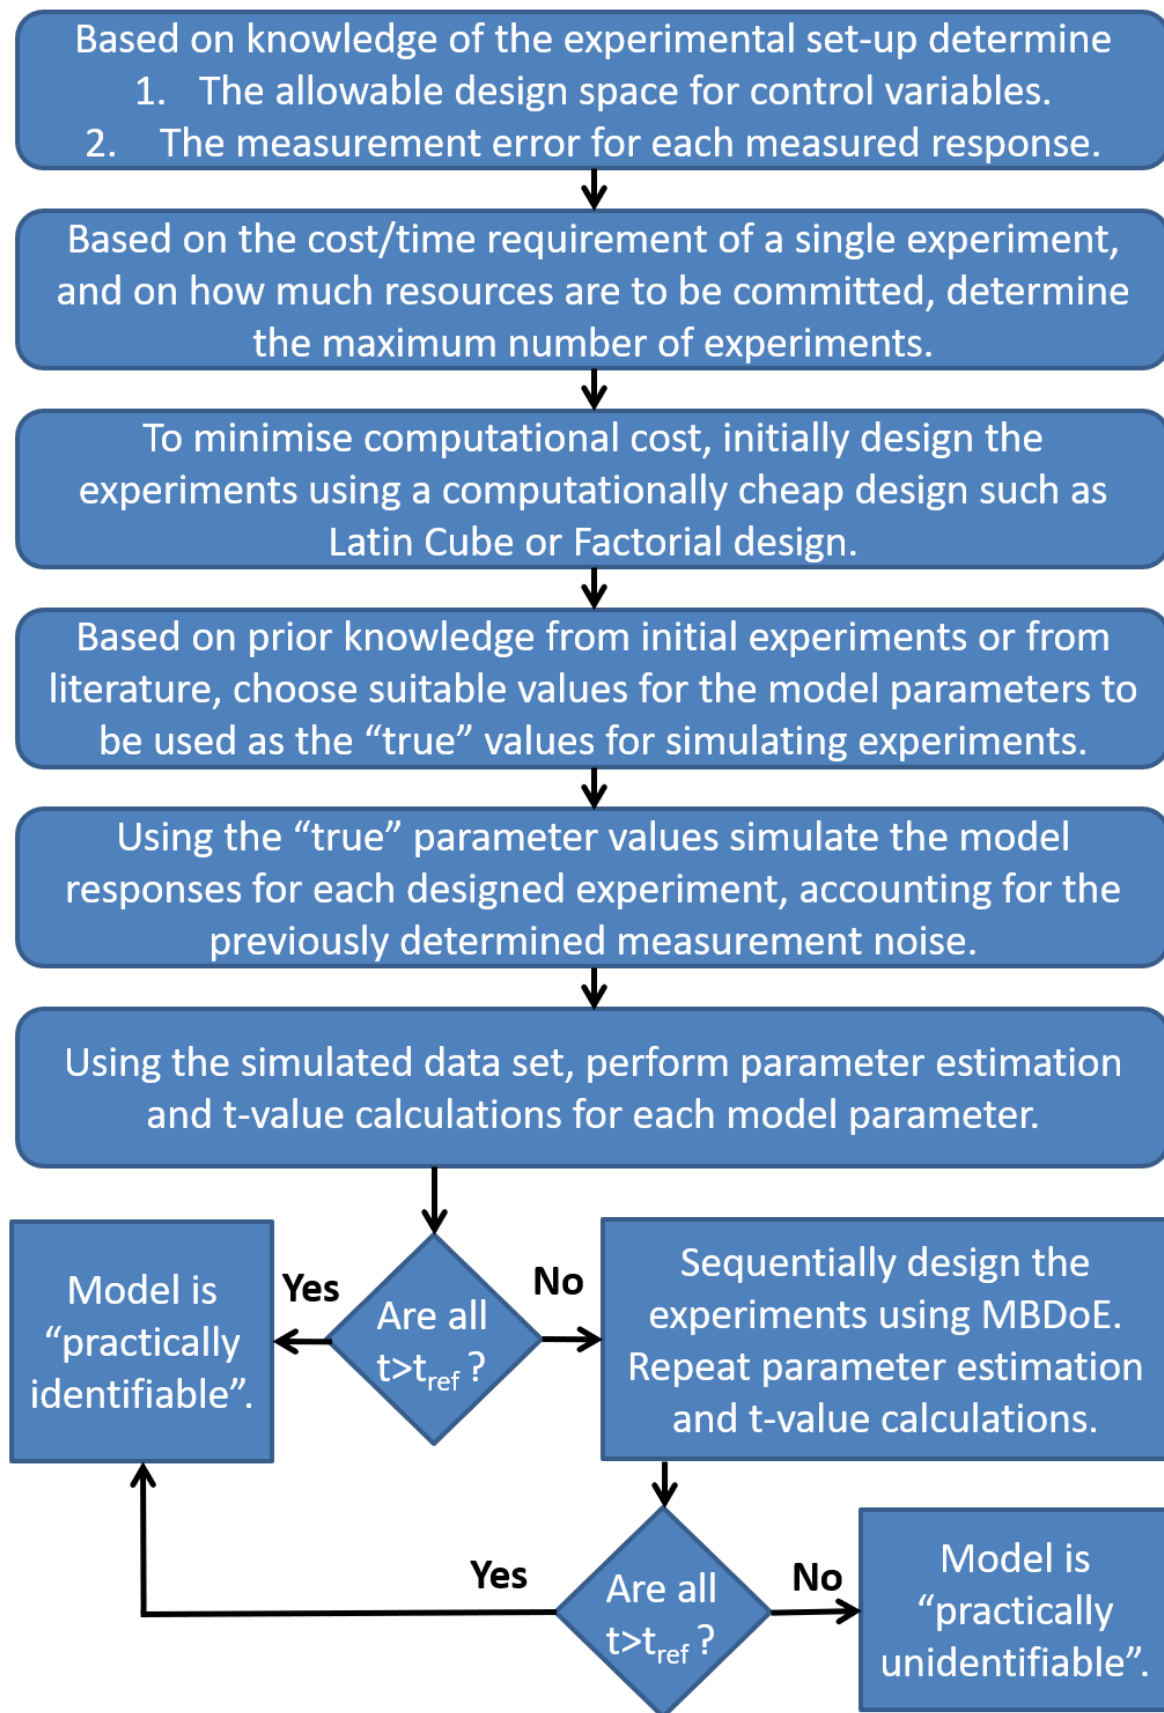 Based on knowledge of the experimental set-up determine
1. The allowable design space for control variables.
2. The measurement error for each measured response.
Based on the cost/time requirement of a single experiment,
and on how much resources are to be committed, determine
the maximum number of experiments.
To minimise computational cost, initially design the
experiments using a computationally cheap design such as
Latin Cube or Factorial design.
Based on prior knowledge from initial experiments or from
literature, choose suitable values for the model parameters to
be used as the “true” values for simulating experiments.
Using the “true” parameter values simulate the model
responses for each designed experiment, accounting for the
previously determined measurement noise.
Using the simulated data set, perform parameter estimation
and t-value calculations for each model parameter.
Model is
“practically
identifiable”.
Yes
Are all
t>t_ref ?
No
Sequentially design the
experiments using MBDoE.
Repeat parameter estimation
and t-value calculations.
Yes
Are all
t>t_ref ?
No
Model is
“practically
unidentifiable”.